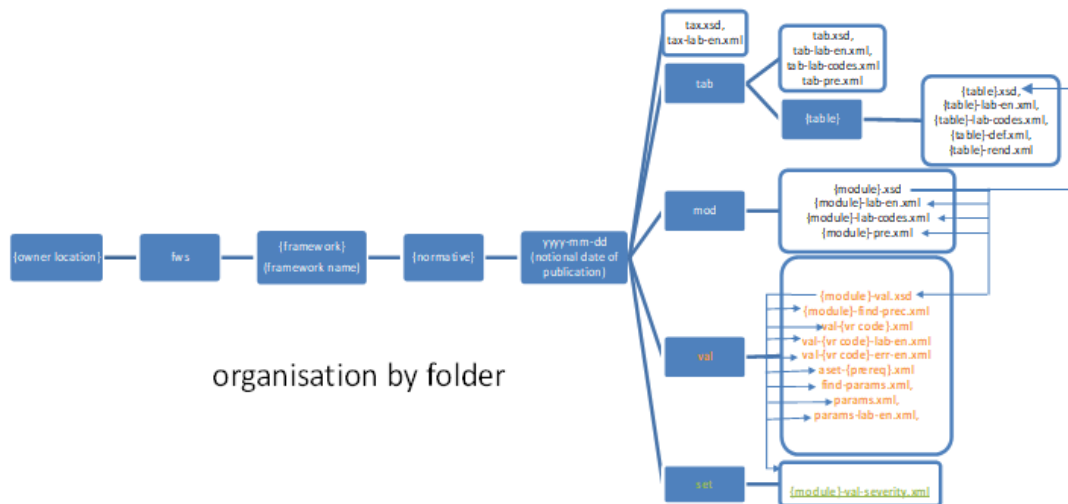 tax.xsd,
tax-lab-en.xml
tab.xsd,
tab-lab-en.xml,
tab-lab-codes.xml
tab-pre.xml
tab
{table}
{table}.xsd,
{table}-lab-en.xml,
{table}-lab-codes.xml,
{table}-def.xml,
{table}-rend.xml
{module}.xsd
{module}-lab-en.xml
{module}-lab-codes.xml
{module}-pre.xml
mod
{owner location}
fws
{framework}
(framework name)
{normative}
yyyy-mm-dd
(notional date of
publication)
{module}-val.xsd
{module}-find-prec.xml
val-{vr code}.xml
val-{vr code}-lab-en.xml
val-{vr code}-err-en.xml
aset-{prereq}.xml
find-params.xml,
params.xml,
params-lab-en.xml,
val
organisation by folder
set
{module}-val-severity.xml